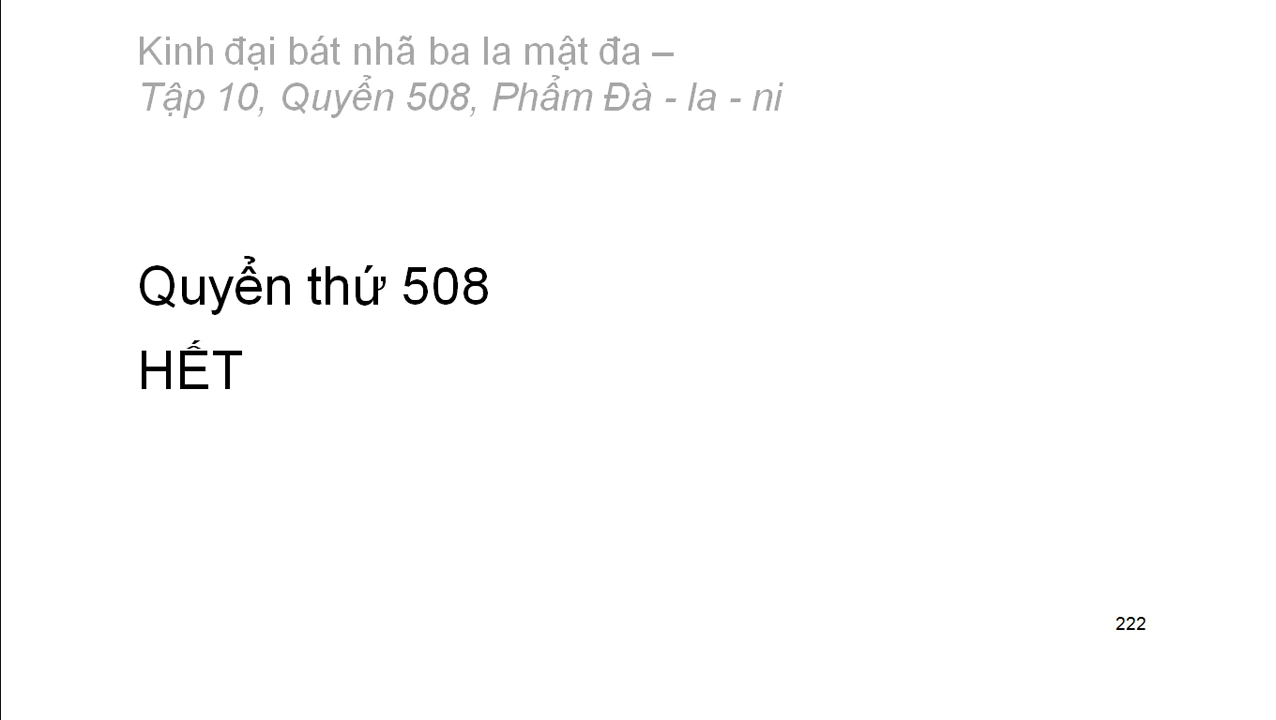 Kinh đại bát nhã ba la mật đa –
Tập 10, Quyển 508, Phẩm Đà - la - ni
Quyển thứ 508
HẾT
222